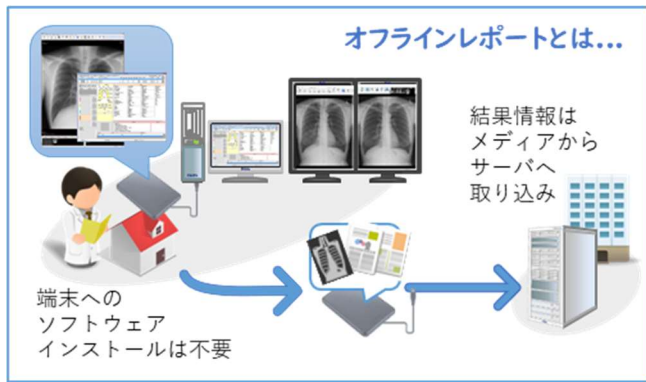 オフラインレポートとは...
結果情報は
メディアから
サーバへ
取り込み
端末への
ソフトウェア
インストールは不要